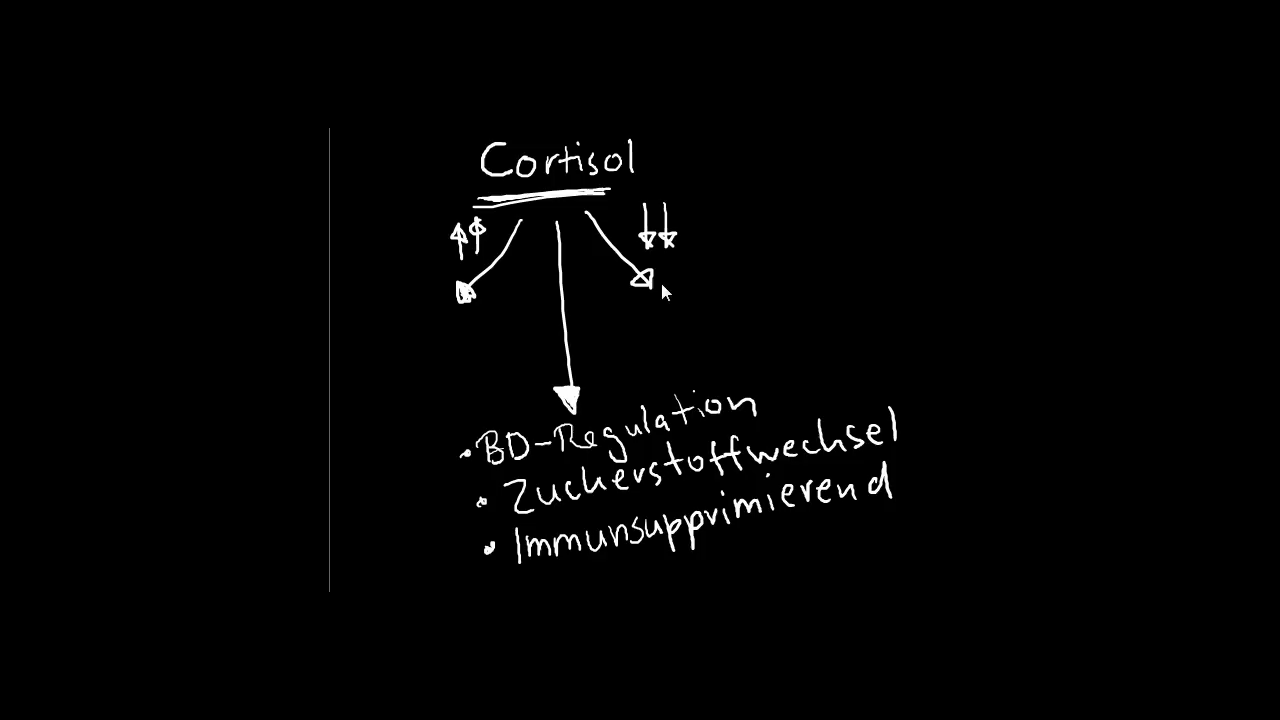 Cortisol
• BD-Regulation
• Zuckerstoffwechsel
• Immunsupprimierend